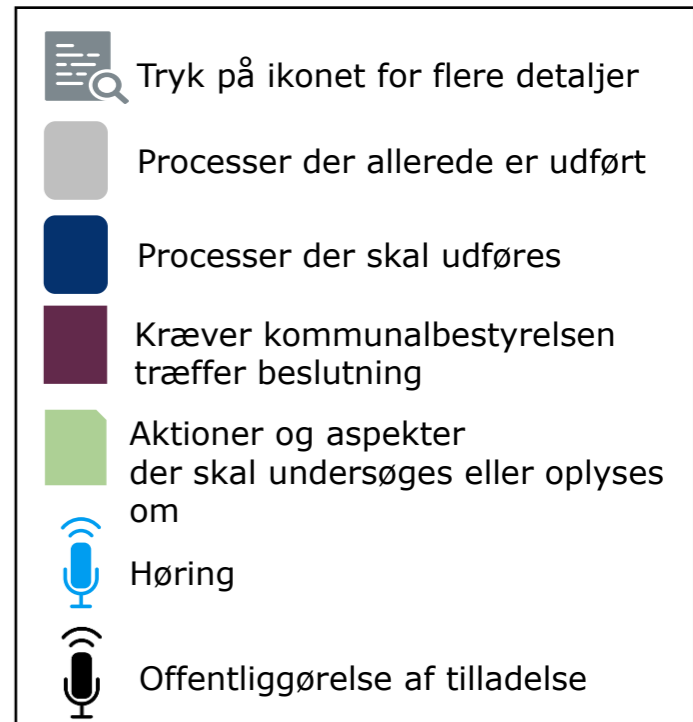 Tryk på ikonet for flere detaljer
Processer der allerede er udført
Processer der skal udføres
Kræver kommunalbestyrelsen
træffer beslutning
Aktioner og aspekter
der skal undersøges eller oplyses
om
Høring
Offentliggørelse af tilladelse